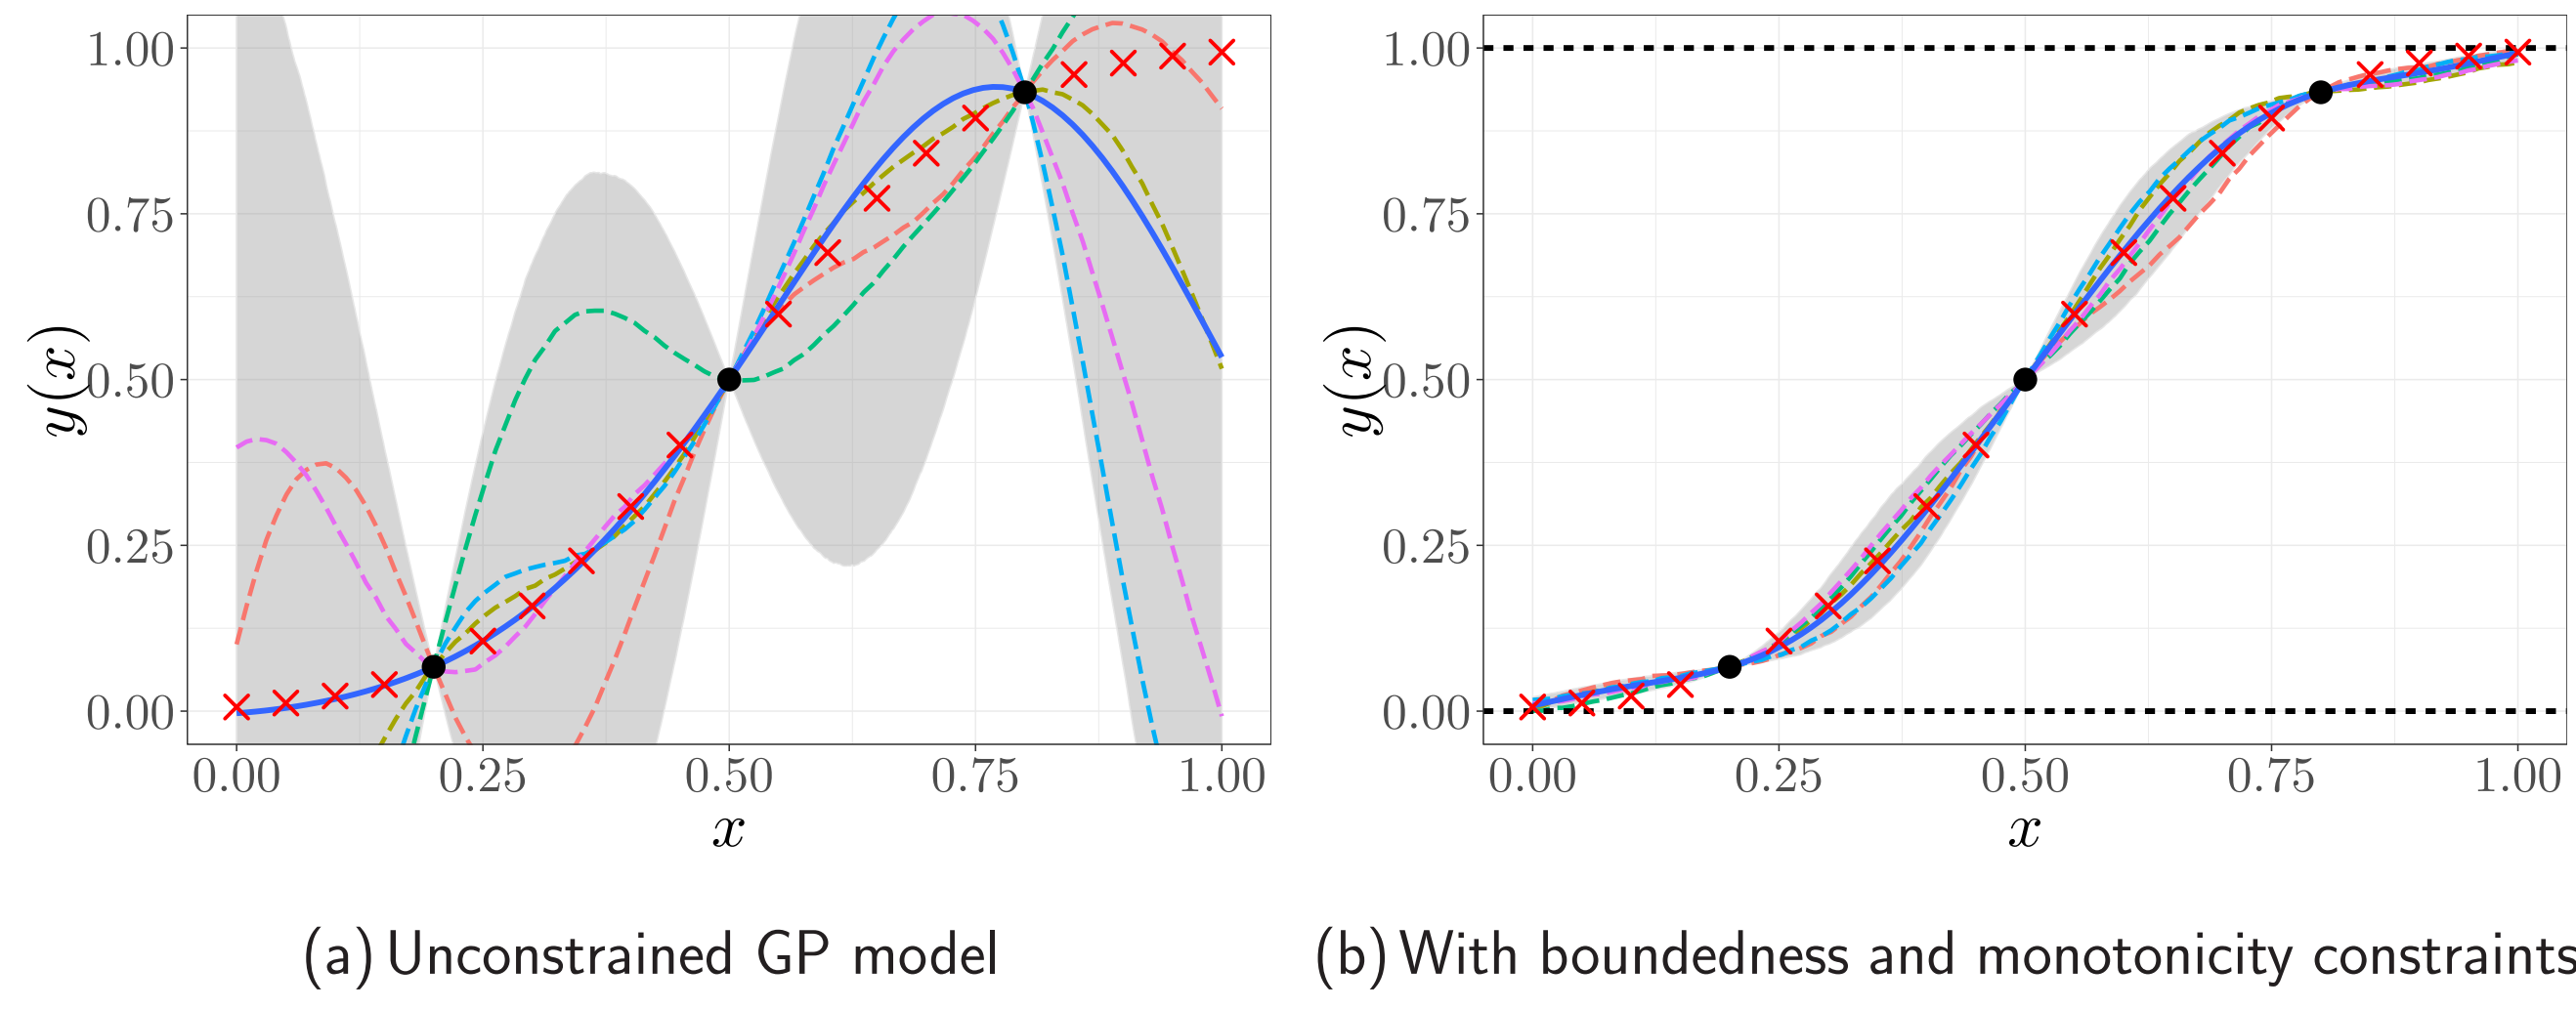 1.00
0.75
0.50
0.25
0.00
y(x)
0.00 0.25 0.50 0.75 1.00
x
(a) Unconstrained GP model
1.00
0.75
0.50
0.25
0.00
y(x)
0.00 0.25 0.50 0.75 1.00
x
(b) With boundedness and monotonicity constraints